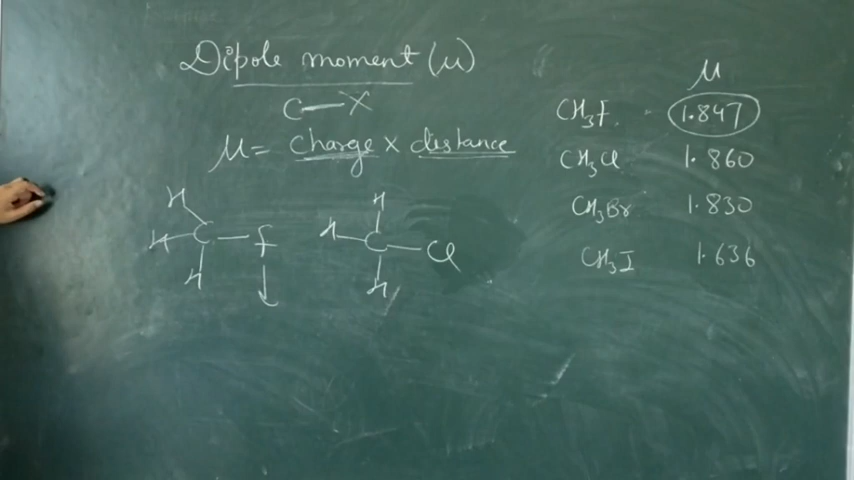 Dipole moment (μ)
C—X
μ = charge × distance
H
H C — F
H
H
H C — Cl
H
μ
CH₃F. - 1.847
CH₃Cl 1.860
CH₃Br 1.830
CH₃I 1.636